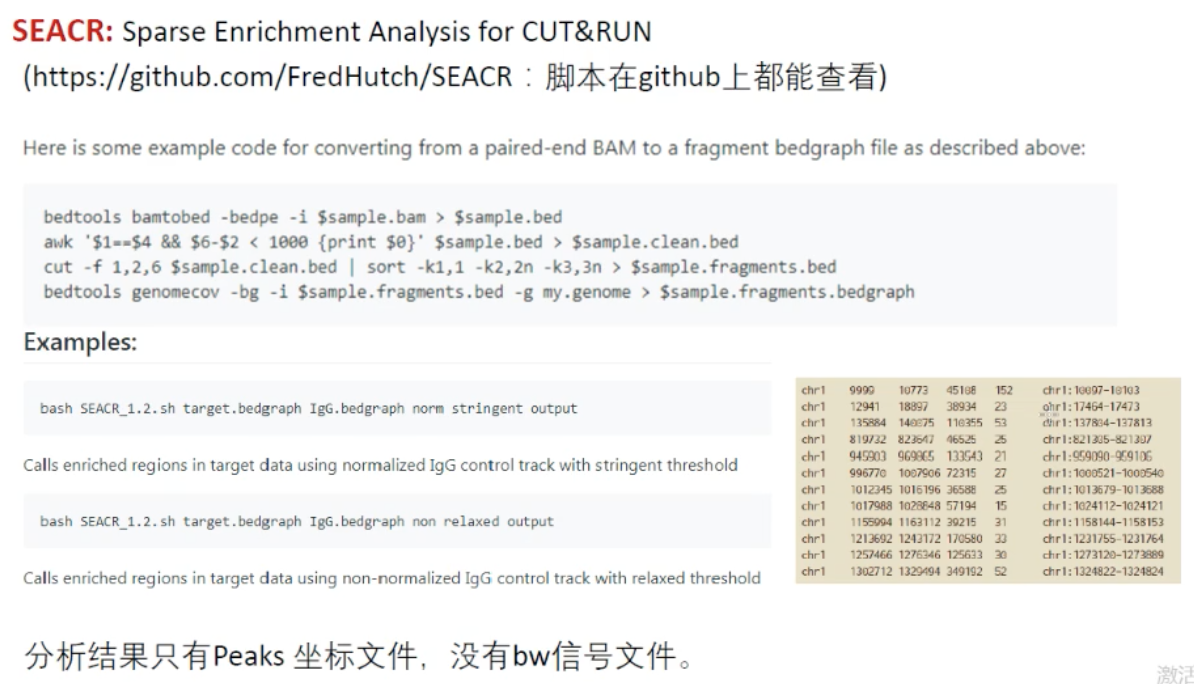 SEACR: Sparse Enrichment Analysis for CUT&RUN
(https://github.com/FredHutch/SEACR：脚本在github上都能查看)
Here is some example code for converting from a paired-end BAM to a fragment bedgraph file as described above:
bedtools bamtobed -bedpe -i $sample.bam > $sample.bed
awk '$1==$4 && $6-$2 < 1000 {print $0}' $sample.bed > $sample.clean.bed
cut -f 1,2,6 $sample.clean.bed | sort -k1,1 -k2,2n -k3,3n > $sample.fragments.bed
bedtools genomecov -bg -i $sample.fragments.bed -g my.genome > $sample.fragments.bedgraph
Examples:
bash SEACR_1.2.sh target.bedgraph IgG.bedgraph norm stringent output
Calls enriched regions in target data using normalized IgG control track with stringent threshold
bash SEACR_1.2.sh target.bedgraph IgG.bedgraph non relaxed output
Calls enriched regions in target data using non-normalized IgG control track with relaxed threshold
chr1 9999 10773 45168 152 chr1:10097-10103
chr1 12941 18897 38934 23 chr1:17464-17473
chr1 135884 140875 110355 53 chr1:137804-137813
chr1 819732 823647 46525 25 chr1:821305-821307
chr1 945903 969865 133543 21 chr1:959090-959106
chr1 996770 1007906 72315 27 chr1:1000521-1000540
chr1 1012345 1016196 36588 25 chr1:1013679-1013688
chr1 1017988 1028848 57194 15 chr1:1024112-1024121
chr1 1155994 1163112 39215 31 chr1:1158144-1158153
chr1 1213692 1243172 170580 33 chr1:1231755-1231764
chr1 1257466 1276346 125633 30 chr1:1273120-1273889
chr1 1302712 1329494 349192 52 chr1:1324822-1324824
分析结果只有Peaks 坐标文件，没有bw信号文件。
激活